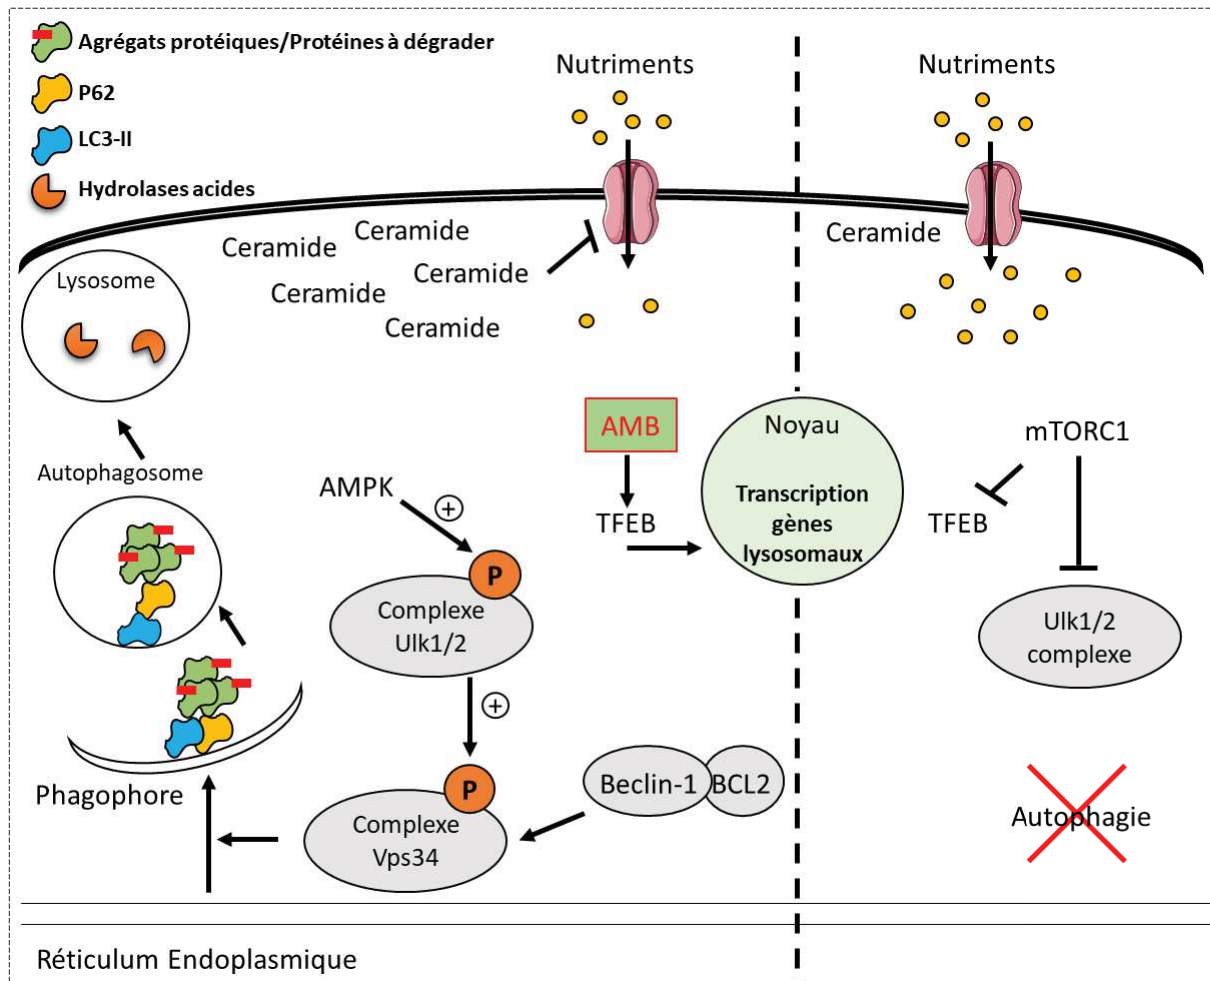 Agrégats protéiques/Protéines à dégrader
P62
LC3-II
Hydrolases acides
Nutriments
Nutriments
Ceramide
Ceramide
Ceramide
Ceramide
Ceramide
Ceramide
Lysosome
AMB
TFEB
Noyau
Transcription
gènes
lysosomaux
mTORC1
TFEB
Ulk1/2
complexe
Autophagie
Autophagosome
AMPK
+
P
Complexe
Ulk1/2
+
P
Complexe
Vps34
Beclin-1
BCL2
Phagophore
Réticulum Endoplasmique